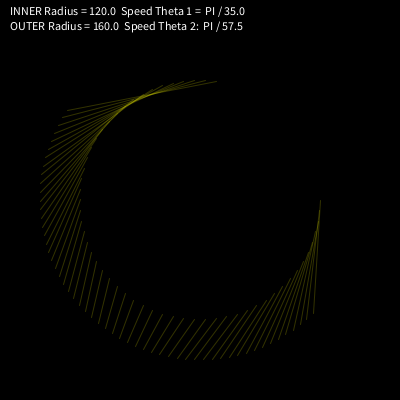 INNER Radius = 120.0  Speed Theta 1 =  PI / 35.0
OUTER Radius = 160.0  Speed Theta 2:  PI / 57.5